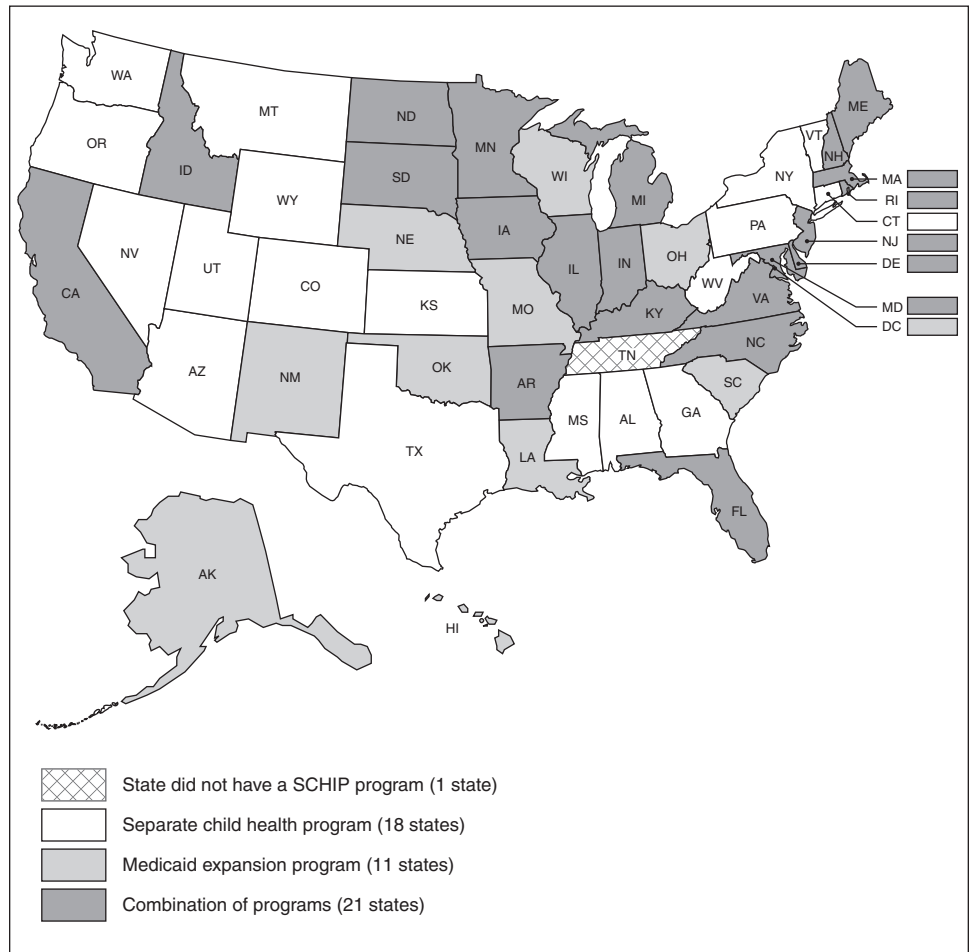 WA
MT
ND
MN
ME
VT
NH
OR
ID
SD
WI
MI
NY
MA
RI
CT
NJ
DE
MD
DC
WY
NE
IA
PA
NV
UT
CO
KS
MO
IL
IN
OH
WV
VA
KY
CA
AZ
NM
OK
AR
TN
NC
SC
TX
LA
MS
AL
GA
FL
AK
HI
State did not have a SCHIP program (1 state)
Separate child health program (18 states)
Medicaid expansion program (11 states)
Combination of programs (21 states)